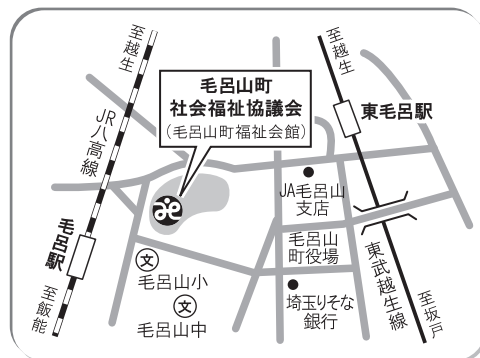 至越生
JR八高線
毛呂駅
至飯能
毛呂山町
社会福祉協議会
(毛呂山町福祉会館)
至越生
東毛呂駅
JA毛呂山
支店
毛呂山
町役場
文
毛呂山小
文
毛呂山中
埼玉りそな
銀行
東武越生線
至坂戸